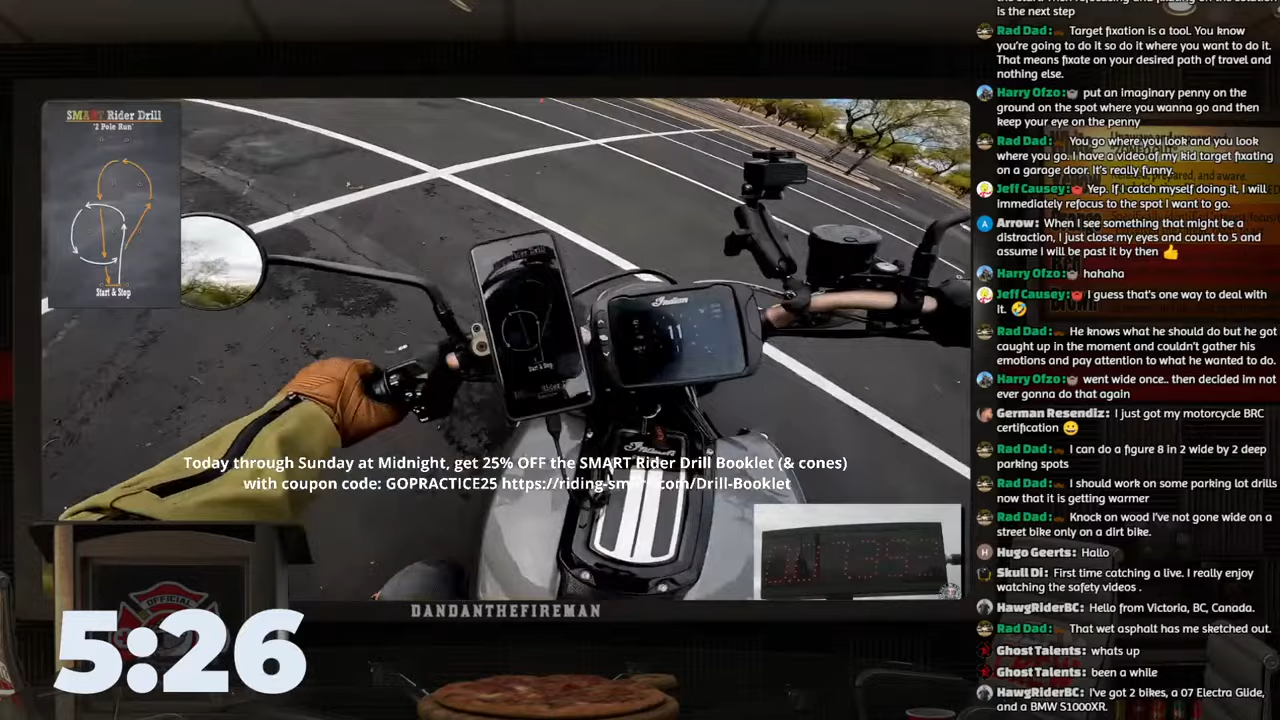 SMART Rider Drill
'2 Pole Run'
Start & Stop
Indian
11
Start & Stop
Indian
Today through Sunday at Midnight, get 25% OFF the SMART Rider Drill Booklet (& cones)
with coupon code: GOPRACTICE25 https://riding-smart.com/Drill-Booklet
DANDANTHEFIREMAN
OFFICIAL
5:26
is the next step
Rad Dad: Target fixation is a tool. You know
you're going to do it so do it where you want to do it.
That means fixate on your desired path of travel and
nothing else.
Harry Ofzo: put an imaginary penny on the
ground on the spot where you wanna go and then
keep your eye on the penny
Rad Dad: You go where you look and you look
where you go. I have a video of my kid target fixating
on a garage door. It's really funny.
Jeff Causey: Yep. If I catch myself doing it, I will
immediately refocus to the spot I want to go.
Arrow: When I see something that might be a
distraction, I just close my eyes and count to 5 and
assume I will be past it by then 👍
Harry Ofzo: hahaha
Jeff Causey: I guess that's one way to deal with
it. 🤣
Rad Dad: He knows what he should do but he got
caught up in the moment and couldn't gather his
emotions and pay attention to what he wanted to do.
Harry Ofzo: went wide once.. then decided im not
ever gonna do that again
German Resendiz: I just got my motorcycle BRC
certification 😀
Rad Dad: I can do a figure 8 in 2 wide by 2 deep
parking spots
Rad Dad: I should work on some parking lot drills
now that it is getting warmer
Rad Dad: Knock on wood I've not gone wide on a
street bike only on a dirt bike.
Hugo Geerts: Hallo
Skull Di: First time catching a live. I really enjoy
watching the safety videos .
HawgRiderBC: Hello from Victoria, BC, Canada.
Rad Dad: That wet asphalt has me sketched out.
Ghost Talents: whats up
Ghost Talents: been a while
HawgRiderBC: I've got 2 bikes, a 07 Electra Glide,
and a BMW S1000XR.